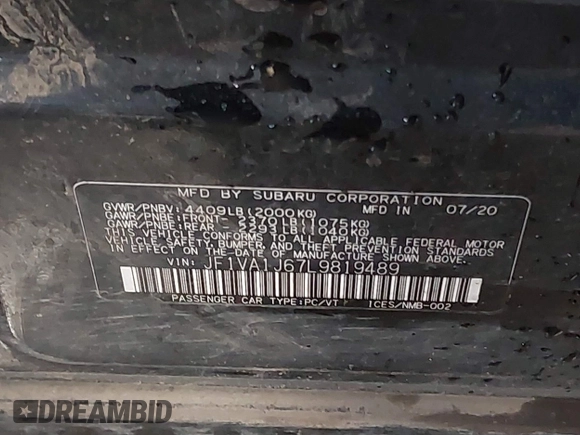 MFD BY SUBARU CORPORATION
GVWR/PNBV: 4409LB(2000KG) 07/20
GAWR/PNBE:FRONT - 2370LB(1075KG)
GAWR/PNBE:REAR - 2293LB(1040KG)
THIS VEHICLE CONFORMS TO ALL APPLICABLE FEDERAL MOTOR
VEHICLE SAFETY, BUMPER, AND THEFT PREVENTION STANDARDS
IN EFFECT ON THE DATE OF MANUFACTURE SHOWN ABOVE.
VIN: JF1VA1J67L9819489
PASSENGER CAR TYPE:PC/VT ICES/NMB-002
DREAMBID